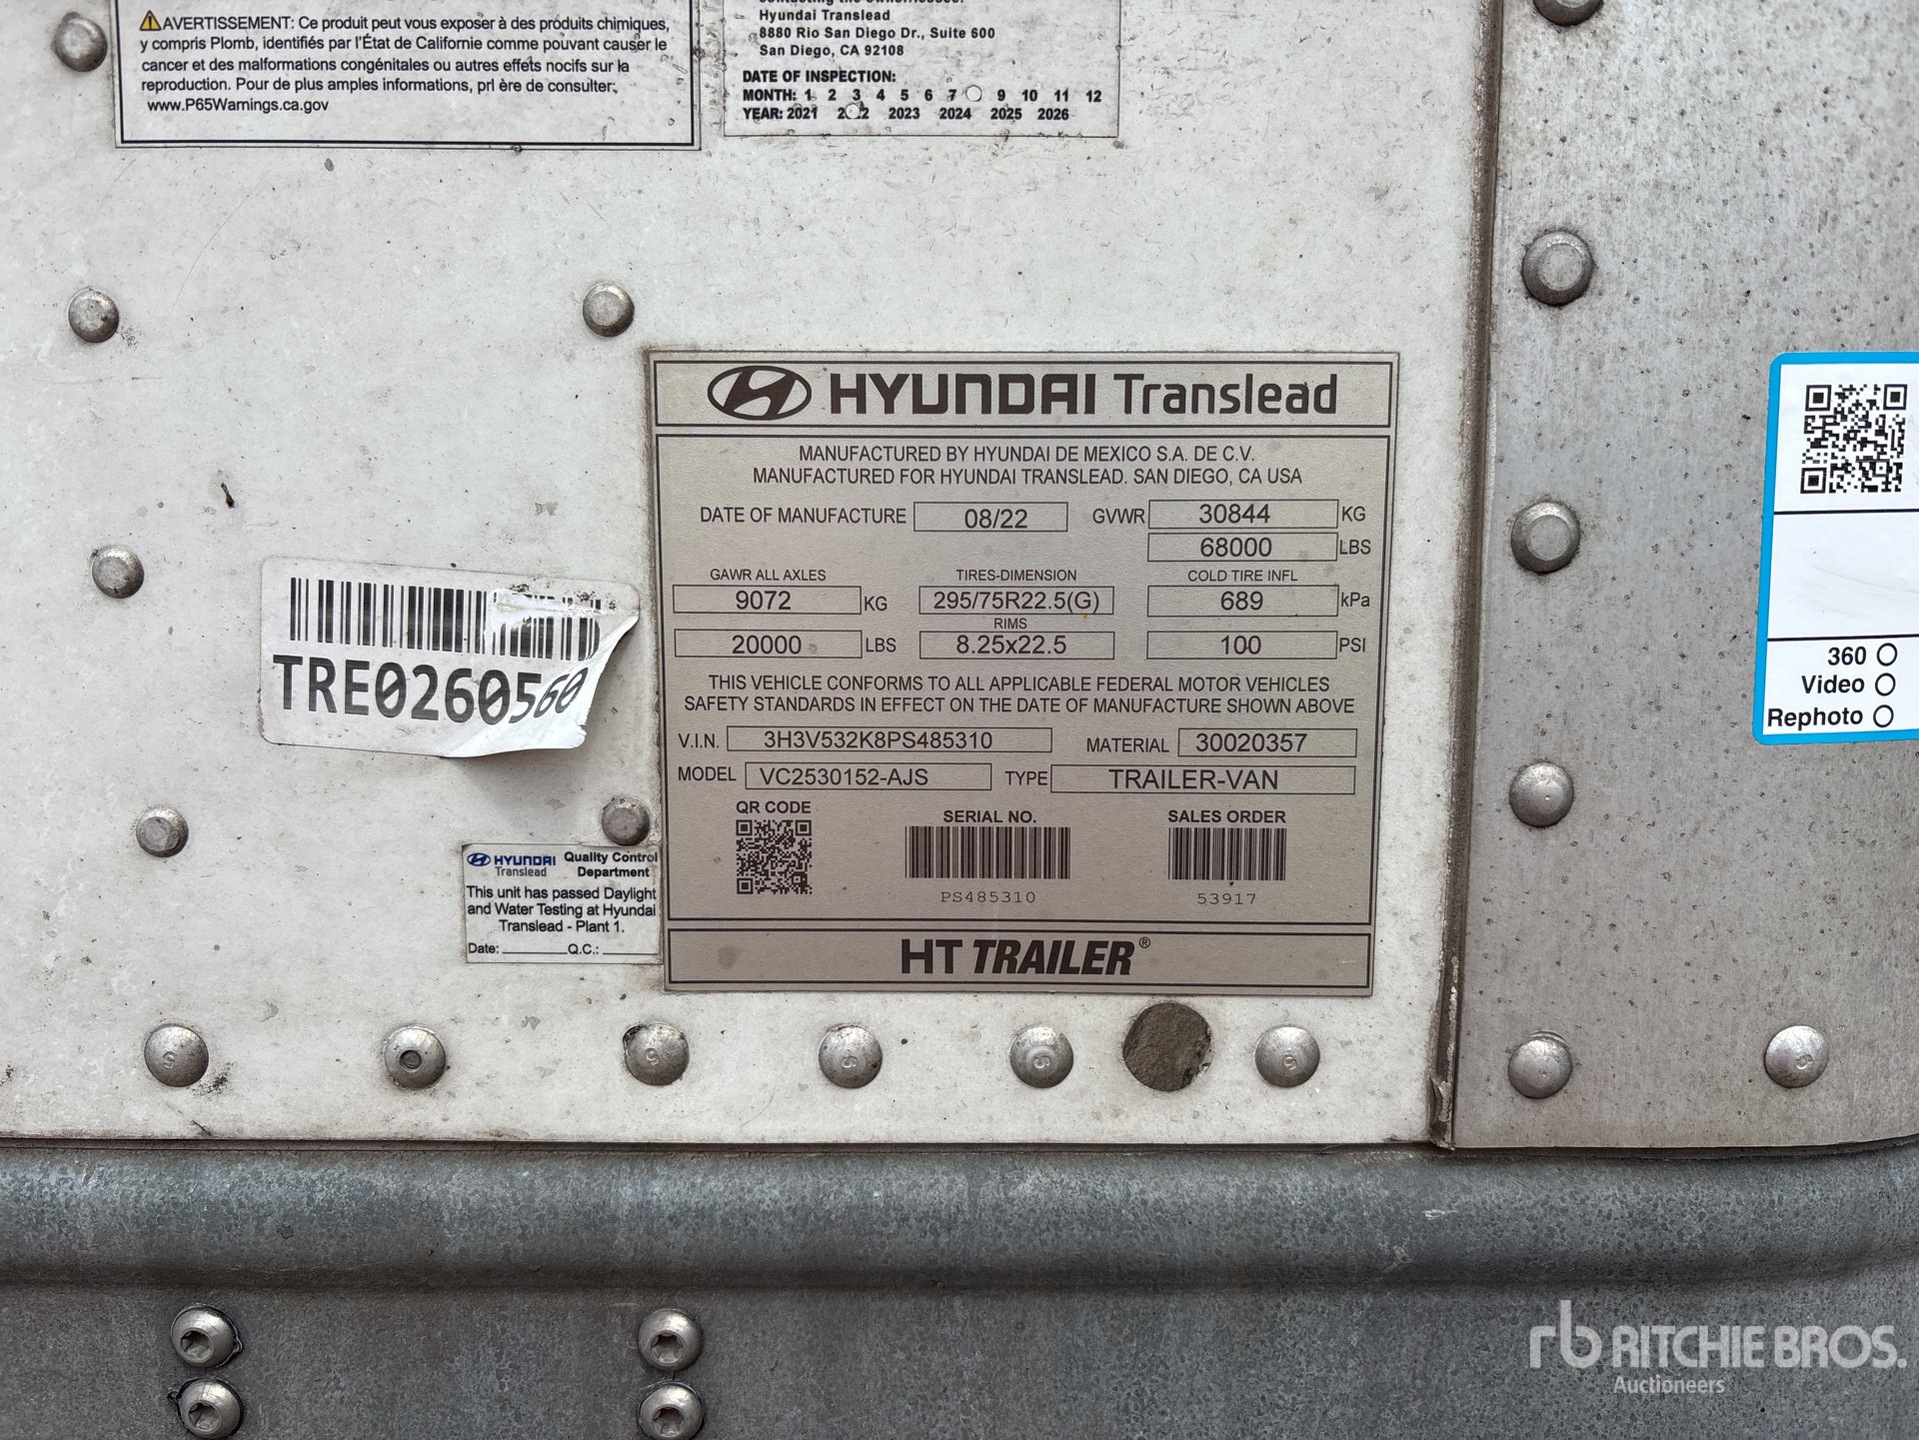 ⚠AVERTISSEMENT: Ce produit peut vous exposer à des produits chimiques,
y compris Plomb, identifiés par l'État de Californie comme pouvant causer le
cancer et des malformations congénitales ou autres effets nocifs sur la
reproduction. Pour de plus amples informations, prl ère de consulter:
www.P65Warnings.ca.gov
Hyundai Translead
8880 Rio San Diego Dr., Suite 600
San Diego, CA 92108
DATE OF INSPECTION:
MONTH: 1 2 3 4 5 6 7 9 10 11 12
YEAR: 2021 2022 2023 2024 2025 2026
HYUNDAI Translead
MANUFACTURED BY HYUNDAI DE MEXICO S.A. DE C.V.
MANUFACTURED FOR HYUNDAI TRANSLEAD. SAN DIEGO, CA USA
DATE OF MANUFACTURE 08/22 GVWR 30844 KG
68000 LBS
GAWR ALL AXLES TIRES-DIMENSION COLD TIRE INFL
9072 KG 295/75R22.5(G) 689 kPa
RIMS
20000 LBS 8.25x22.5 100 PSI
THIS VEHICLE CONFORMS TO ALL APPLICABLE FEDERAL MOTOR VEHICLES
SAFETY STANDARDS IN EFFECT ON THE DATE OF MANUFACTURE SHOWN ABOVE
V.I.N. 3H3V532K8PS485310 MATERIAL 30020357
MODEL VC2530152-AJS TYPE TRAILER-VAN
QR CODE SERIAL NO. SALES ORDER
PS485310 53917
HT TRAILER®
TRE0260560
HYUNDAI Translead Quality Control Department
This unit has passed Daylight
and Water Testing at Hyundai
Translead - Plant 1.
Date: Q.C.:
360
Video
Rephoto
rb RITCHIE BROS.
Auctioneers